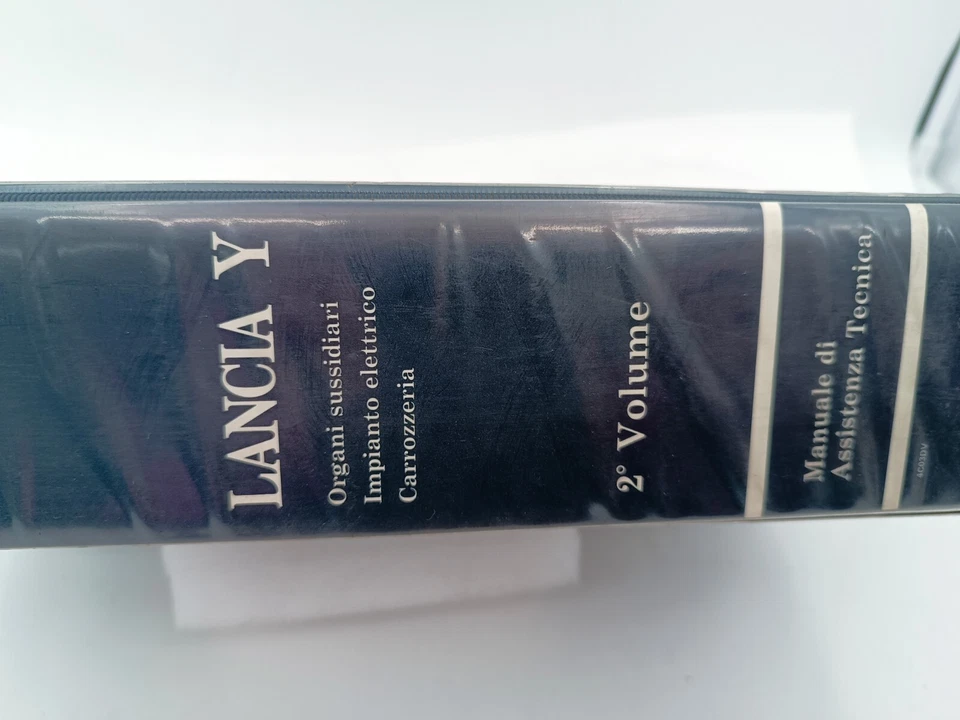 LANCIA Y
Organi sussidiari
Impianto elettrico
Carrozzeria
2° Volume
Manuale di
Assistenza Tecnica